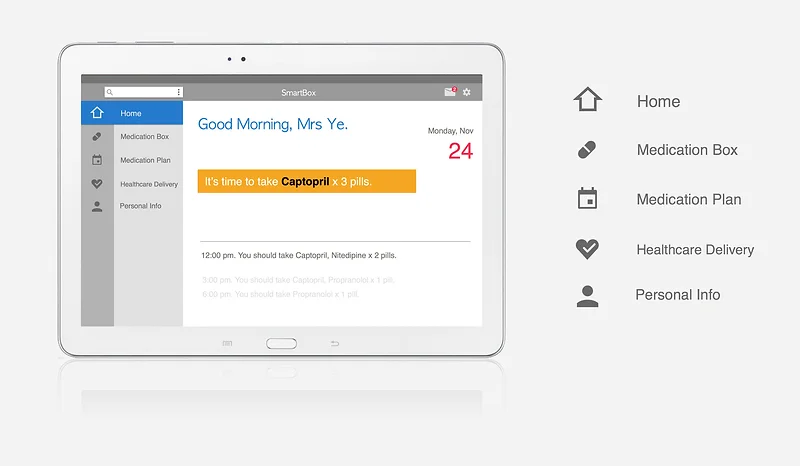 SmartBox
2
Home
Medication Box
Medication Plan
Healthcare Delivery
Personal Info
Good Morning, Mrs Ye.
Monday, Nov
24
It's time to take Captopril x 3 pills.
12:00 pm. You should take Captopril, Nitedipine x 2 pills.
3:00 pm. You should take Captopril, Propranolol x 1 pill.
6:00 pm. You should take Propranolol x 1 pill.
Home
Medication Box
Medication Plan
Healthcare Delivery
Personal Info